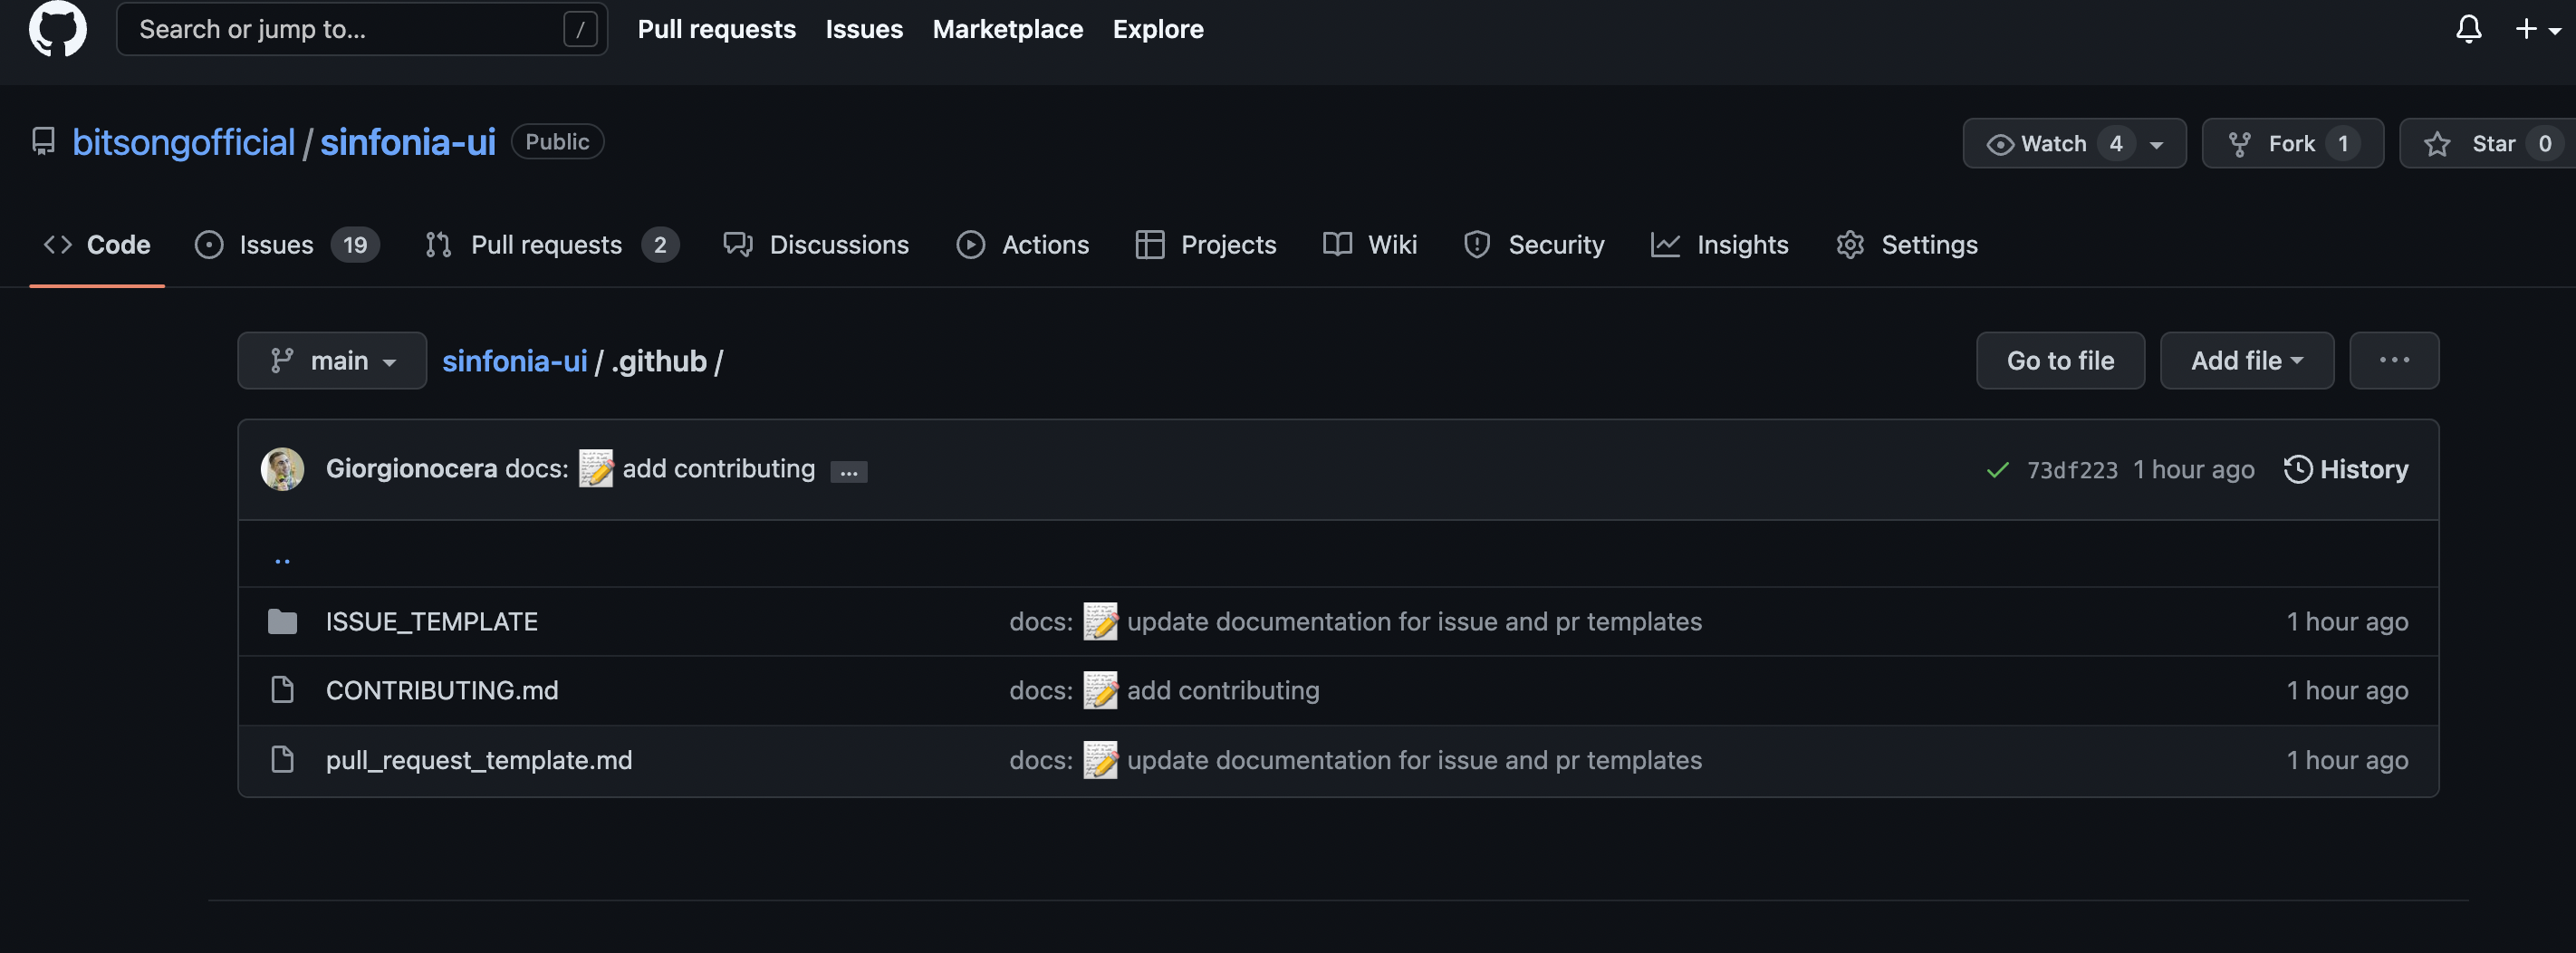 Search or jump to... / Pull requests Issues Marketplace Explore
bitsongofficial / sinfonia-ui Public Watch 4 Fork 1 Star 0
Code Issues 19 Pull requests 2 Discussions Actions Projects Wiki Security Insights Settings
main sinfonia-ui / .github / Go to file Add file ...
Giorgionocera docs: 📝 add contributing ... 73df223 1 hour ago History
..
ISSUE_TEMPLATE docs: 📝 update documentation for issue and pr templates 1 hour ago
CONTRIBUTING.md docs: 📝 add contributing 1 hour ago
pull_request_template.md docs: 📝 update documentation for issue and pr templates 1 hour ago